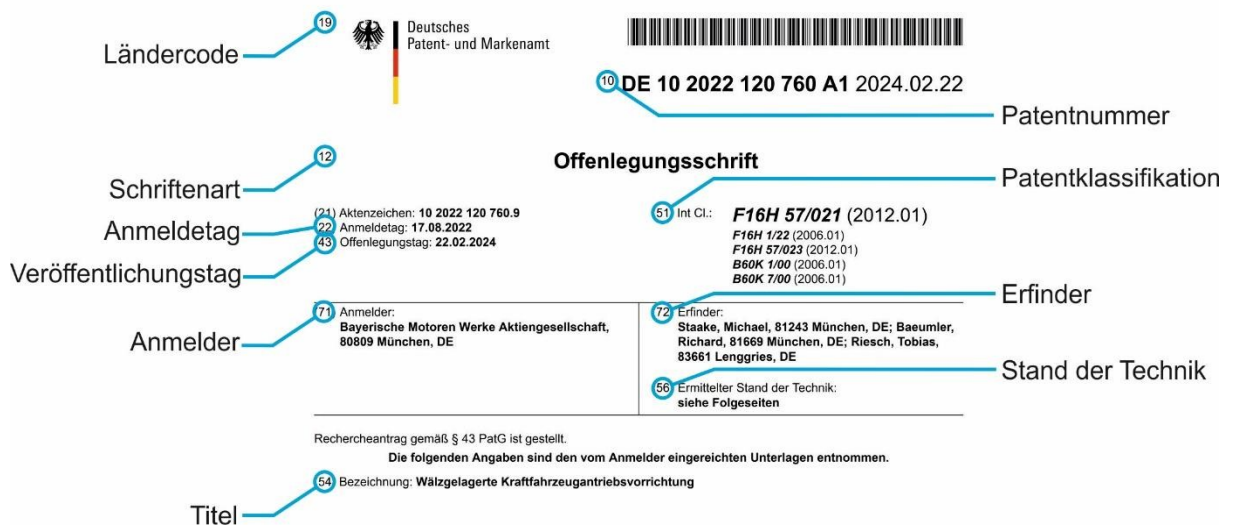 19
Deutsches
Patent- und Markenamt
Ländercode
10 DE 10 2022 120 760 A1 2024.02.22
Patentnummer
12
Offenlegungsschrift
Schriftenart
Patentklassifikation
(21) Aktenzeichen: 10 2022 120 760.9
51 Int Cl.: F16H 57/021 (2012.01)
22 Anmeldetag: 17.08.2022
Anmeldetag
F16H 1/22 (2006.01)
43 Offenlegungstag: 22.02.2024
F16H 57/023 (2012.01)
B60K 1/00 (2006.01)
Veröffentlichungstag
B60K 7/00 (2006.01)
Erfinder
71 Anmelder:
Bayerische Motoren Werke Aktiengesellschaft,
80809 München, DE
Anmelder
72 Erfinder:
Staake, Michael, 81243 München, DE; Baeumler,
Richard, 81669 München, DE; Riesch, Tobias,
83661 Lenggries, DE
Stand der Technik
56 Ermittelter Stand der Technik:
siehe Folgeseiten
Rechercheantrag gemäß § 43 PatG ist gestellt.
Die folgenden Angaben sind den vom Anmelder eingereichten Unterlagen entnommen.
54 Bezeichnung: Wälzgelagerte Kraftfahrzeugantriebsvorrichtung
Titel